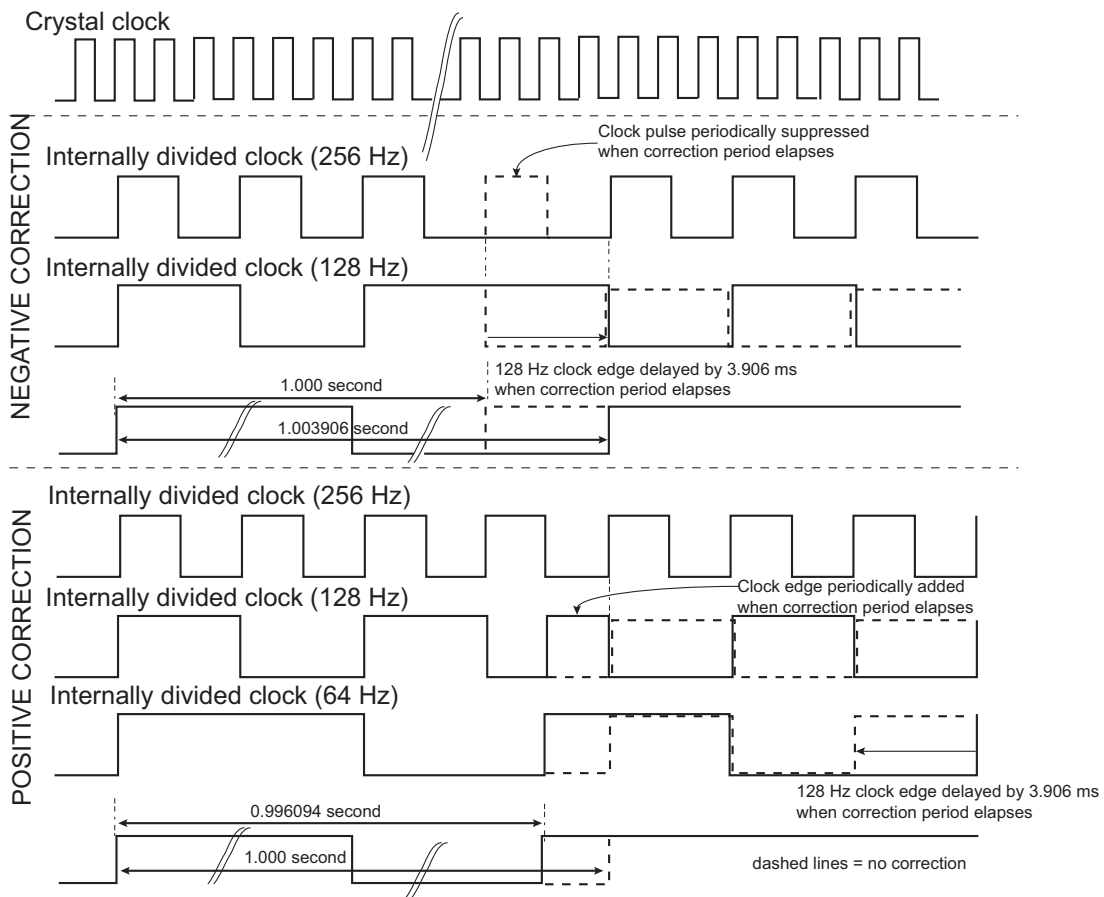 Crystal clock
NEGATIVE CORRECTION
Clock pulse periodically suppressed
when correction period elapses
Internally divided clock (256 Hz)
Internally divided clock (128 Hz)
128 Hz clock edge delayed by 3.906 ms
when correction period elapses
1.000 second
1.003906 second
POSITIVE CORRECTION
Internally divided clock (256 Hz)
Internally divided clock (128 Hz)
Clock edge periodically added
when correction period elapses
Internally divided clock (64 Hz)
128 Hz clock edge delayed by 3.906 ms
when correction period elapses
0.996094 second
1.000 second
dashed lines = no correction